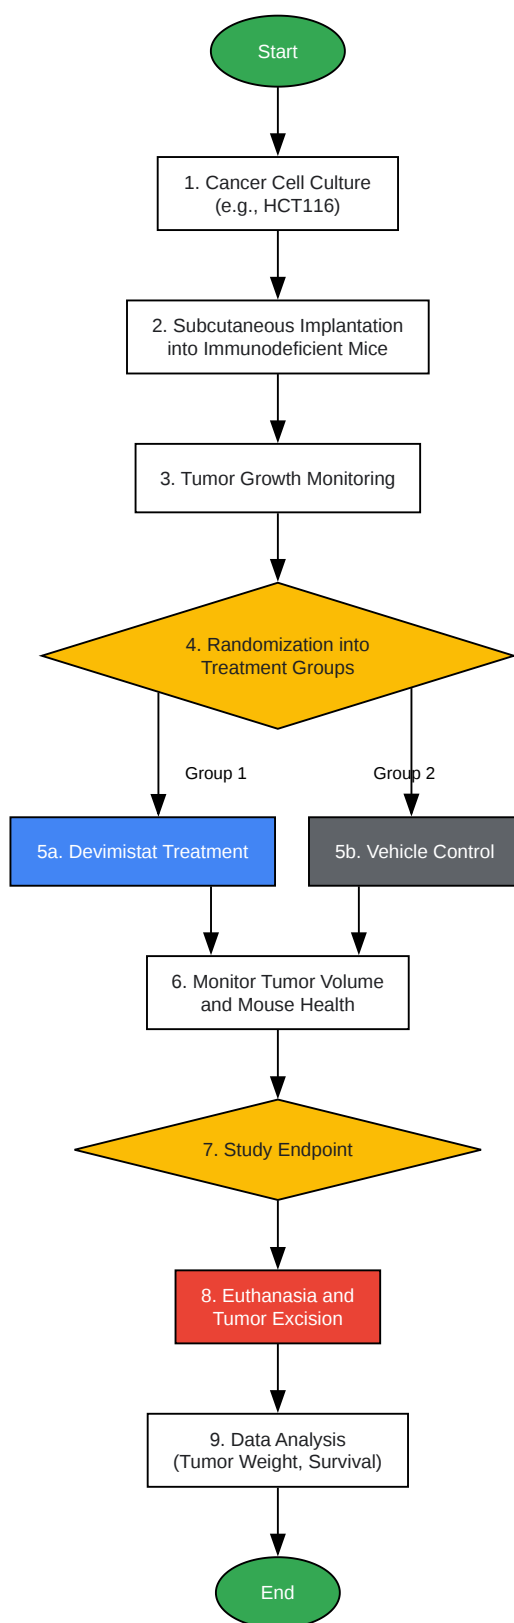 Start
1. Cancer Cell Culture
(e.g., HCT116)
2. Subcutaneous Implantation
into Immunodeficient Mice
3. Tumor Growth Monitoring
4. Randomization into
Treatment Groups
Group 1
Group 2
5a. Devimistat Treatment
5b. Vehicle Control
6. Monitor Tumor Volume
and Mouse Health
7. Study Endpoint
8. Euthanasia and
Tumor Excision
9. Data Analysis
(Tumor Weight, Survival)
End